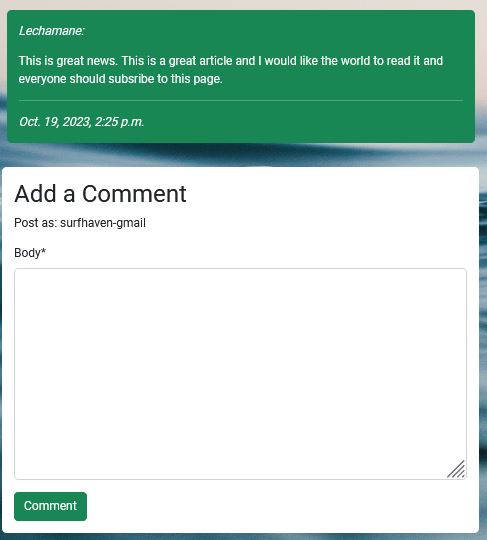 Lechamane:
This is great news. This is a great article and I would like the world to read it and
everyone should subsribe to this page.
Oct. 19, 2023, 2:25 p.m.
Add a Comment
Post as: surfhaven-gmail
Body*
Comment